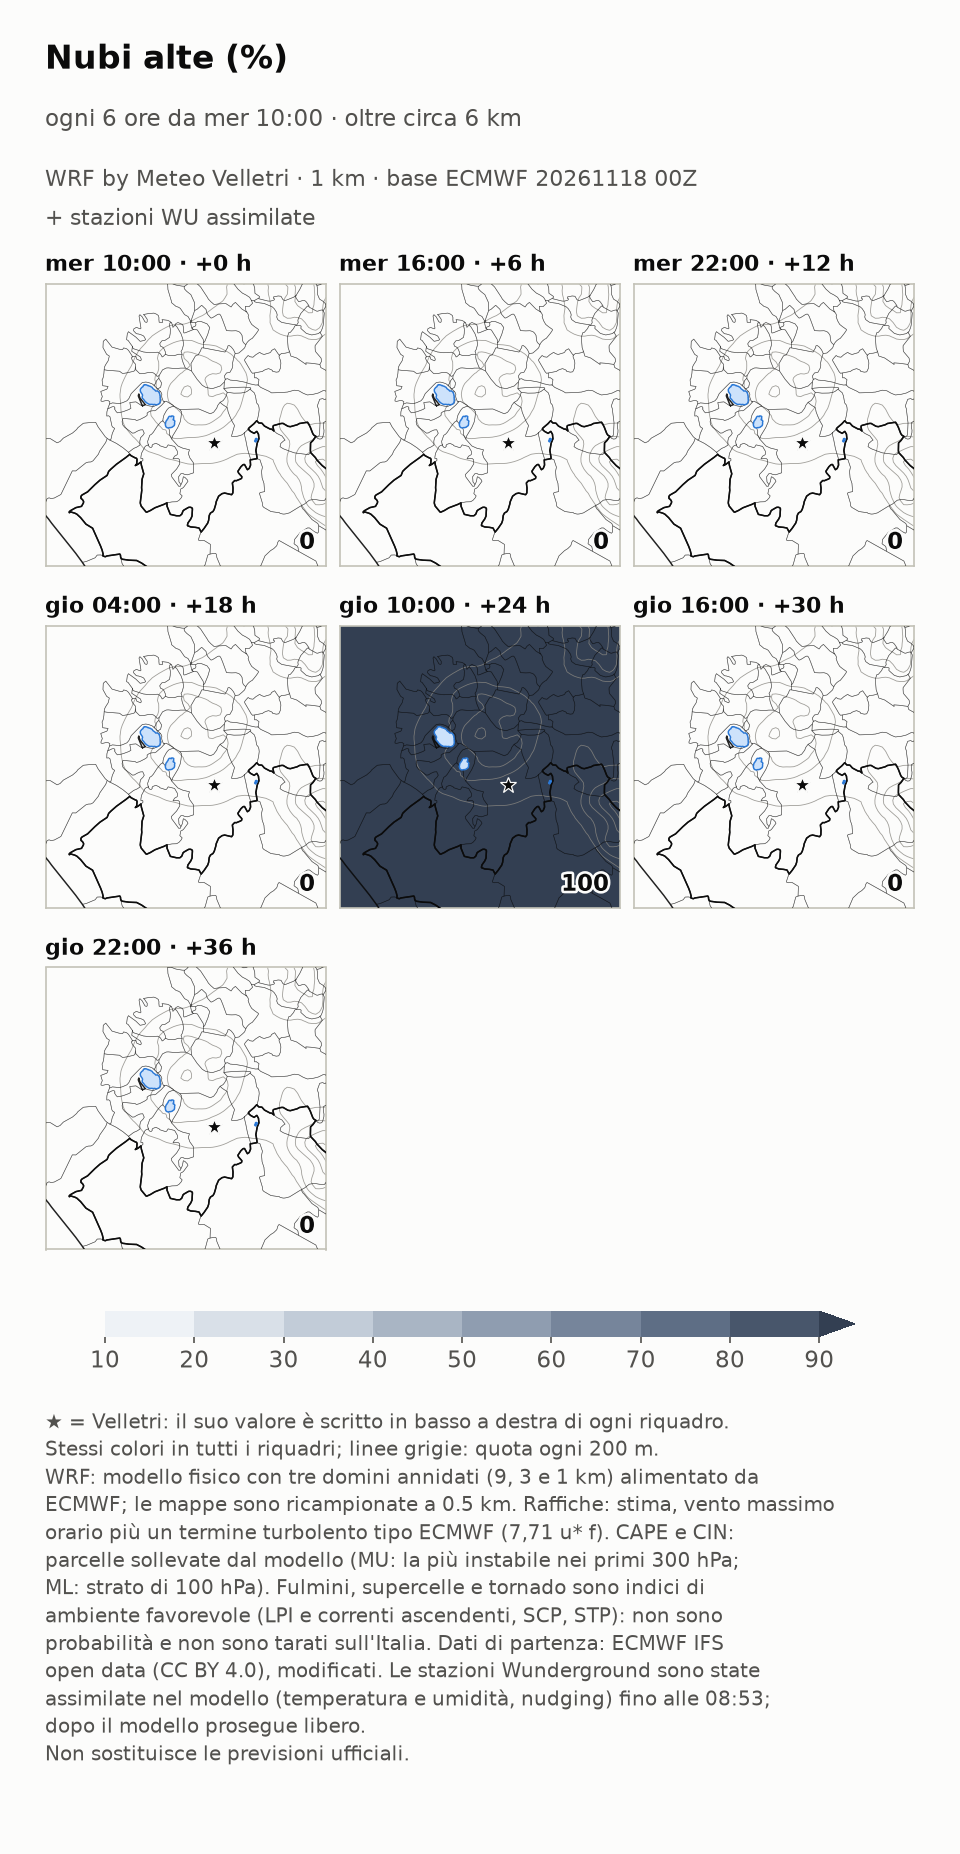 Nubi alte (%)
ogni 6 ore da mer 10:00 · oltre circa 6 km
WRF by Meteo Velletri · 1 km · base ECMWF 20261118 00Z
+ stazioni WU assimilate
mer 10:00 · +0 h
mer 16:00 · +6 h
mer 22:00 · +12 h
0
0
0
gio 04:00 · +18 h
gio 10:00 · +24 h
gio 16:00 · +30 h
0
100
0
gio 22:00 · +36 h
0
10 20 30 40 50 60 70 80 90
★ = Velletri: il suo valore è scritto in basso a destra di ogni riquadro.
Stessi colori in tutti i riquadri; linee grigie: quota ogni 200 m.
WRF: modello fisico con tre domini annidati (9, 3 e 1 km) alimentato da
ECMWF; le mappe sono ricampionate a 0.5 km. Raffiche: stima, vento massimo
orario più un termine turbolento tipo ECMWF (7,71 u* f). CAPE e CIN:
parcelle sollevate dal modello (MU: la più instabile nei primi 300 hPa;
ML: strato di 100 hPa). Fulmini, supercelle e tornado sono indici di
ambiente favorevole (LPI e correnti ascendenti, SCP, STP): non sono
probabilità e non sono tarati sull'Italia. Dati di partenza: ECMWF IFS
open data (CC BY 4.0), modificati. Le stazioni Wunderground sono state
assimilate nel modello (temperatura e umidità, nudging) fino alle 08:53;
dopo il modello prosegue libero.
Non sostituisce le previsioni ufficiali.